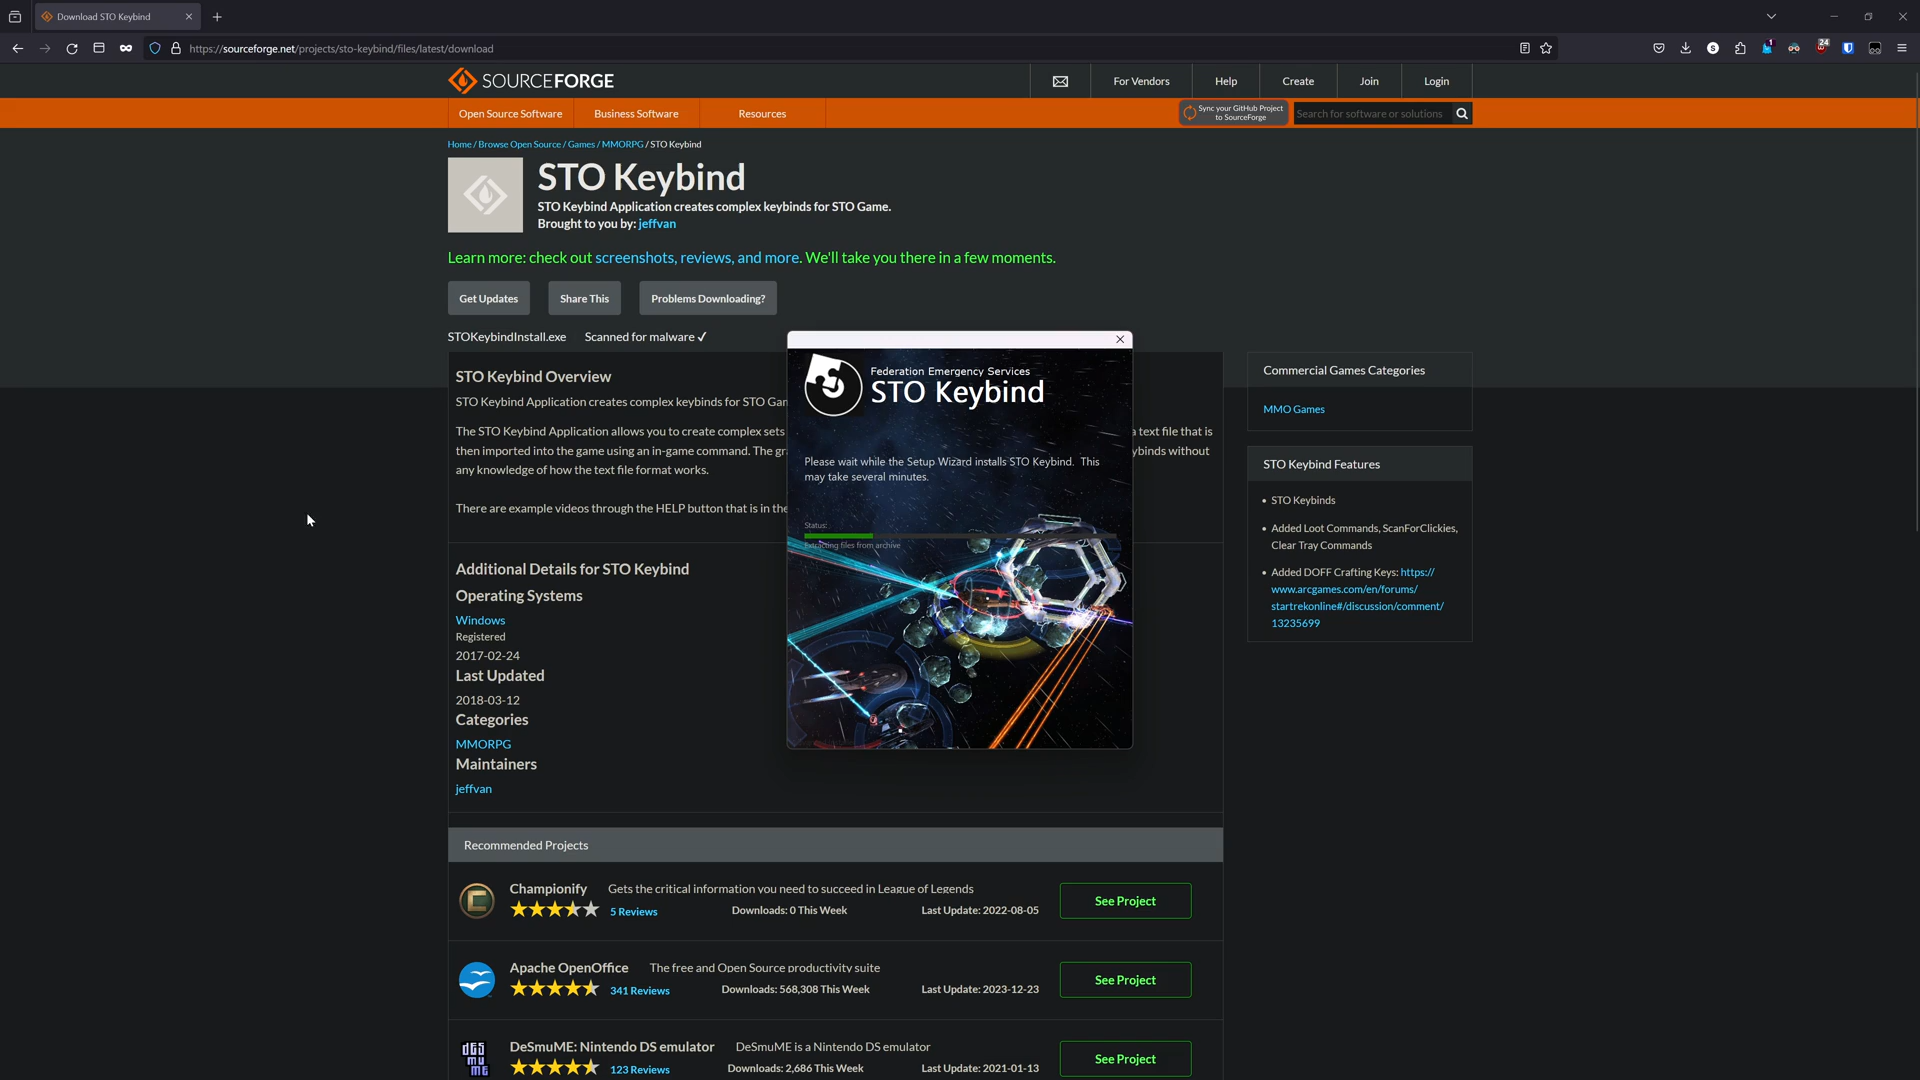 Download STO Keybind
https://sourceforge.net/projects/sto-keybind/files/latest/download
1
24
SOURCEFORGE
For Vendors
Help
Create
Join
Login
Open Source Software
Business Software
Resources
Sync your GitHub Project
to SourceForge
Search for software or solutions
Home / Browse Open Source / Games / MMORPG / STO Keybind
STO Keybind
STO Keybind Application creates complex keybinds for STO Game.
Brought to you by: jeffvan
Learn more: check out screenshots, reviews, and more. We'll take you there in a few moments.
Get Updates
Share This
Problems Downloading?
STOKeybindInstall.exe
Scanned for malware ✓
STO Keybind Overview
STO Keybind Application creates complex keybinds for STO Gam
The STO Keybind Application allows you to create complex sets
a text file that is
then imported into the game using an in-game command. The gr
ybinds without
any knowledge of how the text file format works.
There are example videos through the HELP button that is in the
Federation Emergency Services
STO Keybind
Please wait while the Setup Wizard installs STO Keybind. This
may take several minutes.
Status:
Extracting files from archive
Additional Details for STO Keybind
Operating Systems
Windows
Registered
2017-02-24
Last Updated
2018-03-12
Categories
MMORPG
Maintainers
jeffvan
Commercial Games Categories
MMO Games
STO Keybind Features
• STO Keybinds
• Added Loot Commands, ScanForClickies,
Clear Tray Commands
• Added DOFF Crafting Keys: https://
www.arcgames.com/en/forums/
startrekonline#/discussion/comment/
13235699
Recommended Projects
Championify
Gets the critical information you need to succeed in League of Legends
5 Reviews
Downloads: 0 This Week
Last Update: 2022-08-05
See Project
Apache OpenOffice
The free and Open Source productivity suite
341 Reviews
Downloads: 568,308 This Week
Last Update: 2023-12-23
See Project
DeSmuME: Nintendo DS emulator
DeSmuME is a Nintendo DS emulator
123 Reviews
Downloads: 2,686 This Week
Last Update: 2021-01-13
See Project